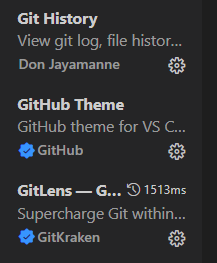 Git History
View git log, file histor...
Don Jayamanne
GitHub Theme
GitHub theme for VS C...
GitHub
GitLens — G... 1513ms
Supercharge Git within...
GitKraken